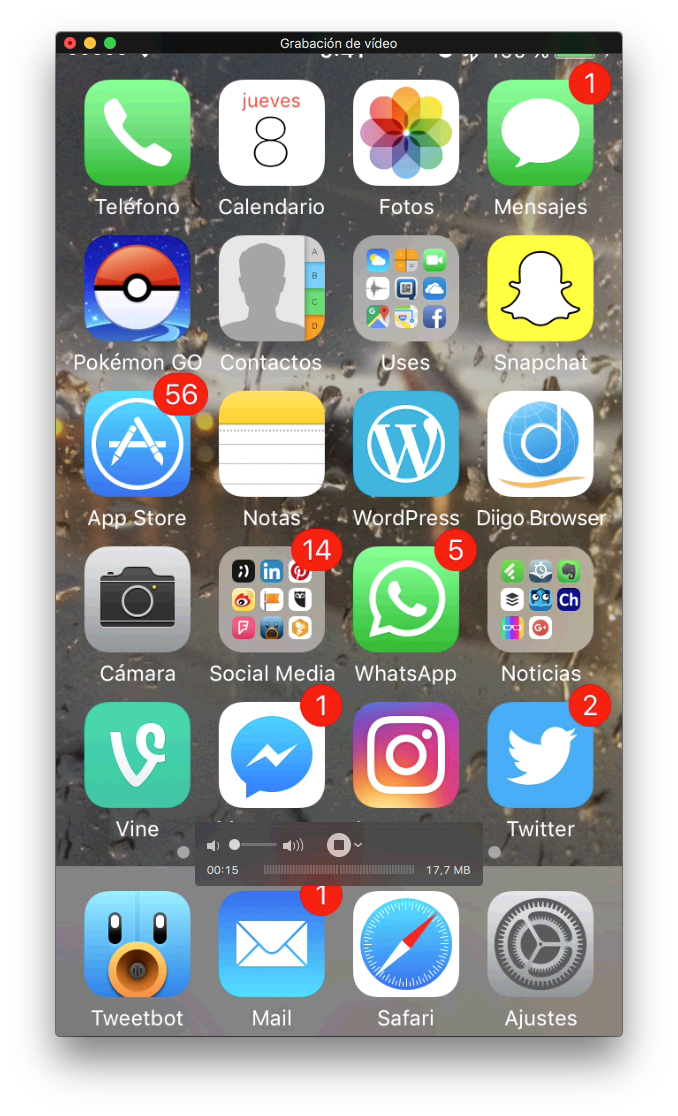 Grabación de vídeo
100 %
1
jueves
8
Teléfono
Calendario
Fotos
Mensajes
A
B
C
D
Pokémon GO
Contactos
Uses
Snapchat
56
App Store
Notas
WordPress
Diigo Browser
14
5
Cámara
Social Media
WhatsApp
Noticias
1
2
Vine
Twitter
00:15
17,7 MB
1
Tweetbot
Mail
Safari
Ajustes